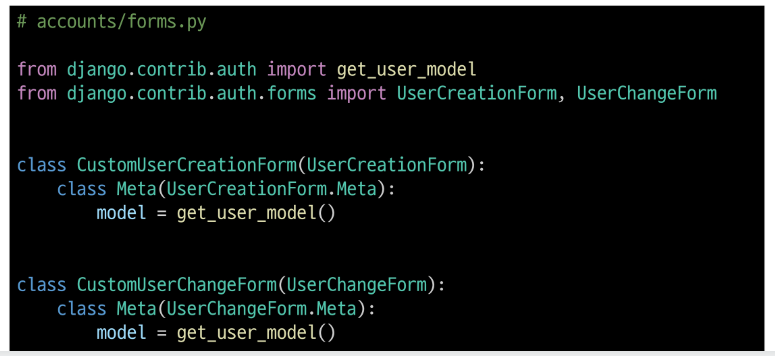 # accounts/forms.py
from django.contrib.auth import get_user_model
from django.contrib.auth.forms import UserCreationForm, UserChangeForm
class CustomUserCreationForm(UserCreationForm):
    class Meta(UserCreationForm.Meta):
        model = get_user_model()
class CustomUserChangeForm(UserChangeForm):
    class Meta(UserChangeForm.Meta):
        model = get_user_model()